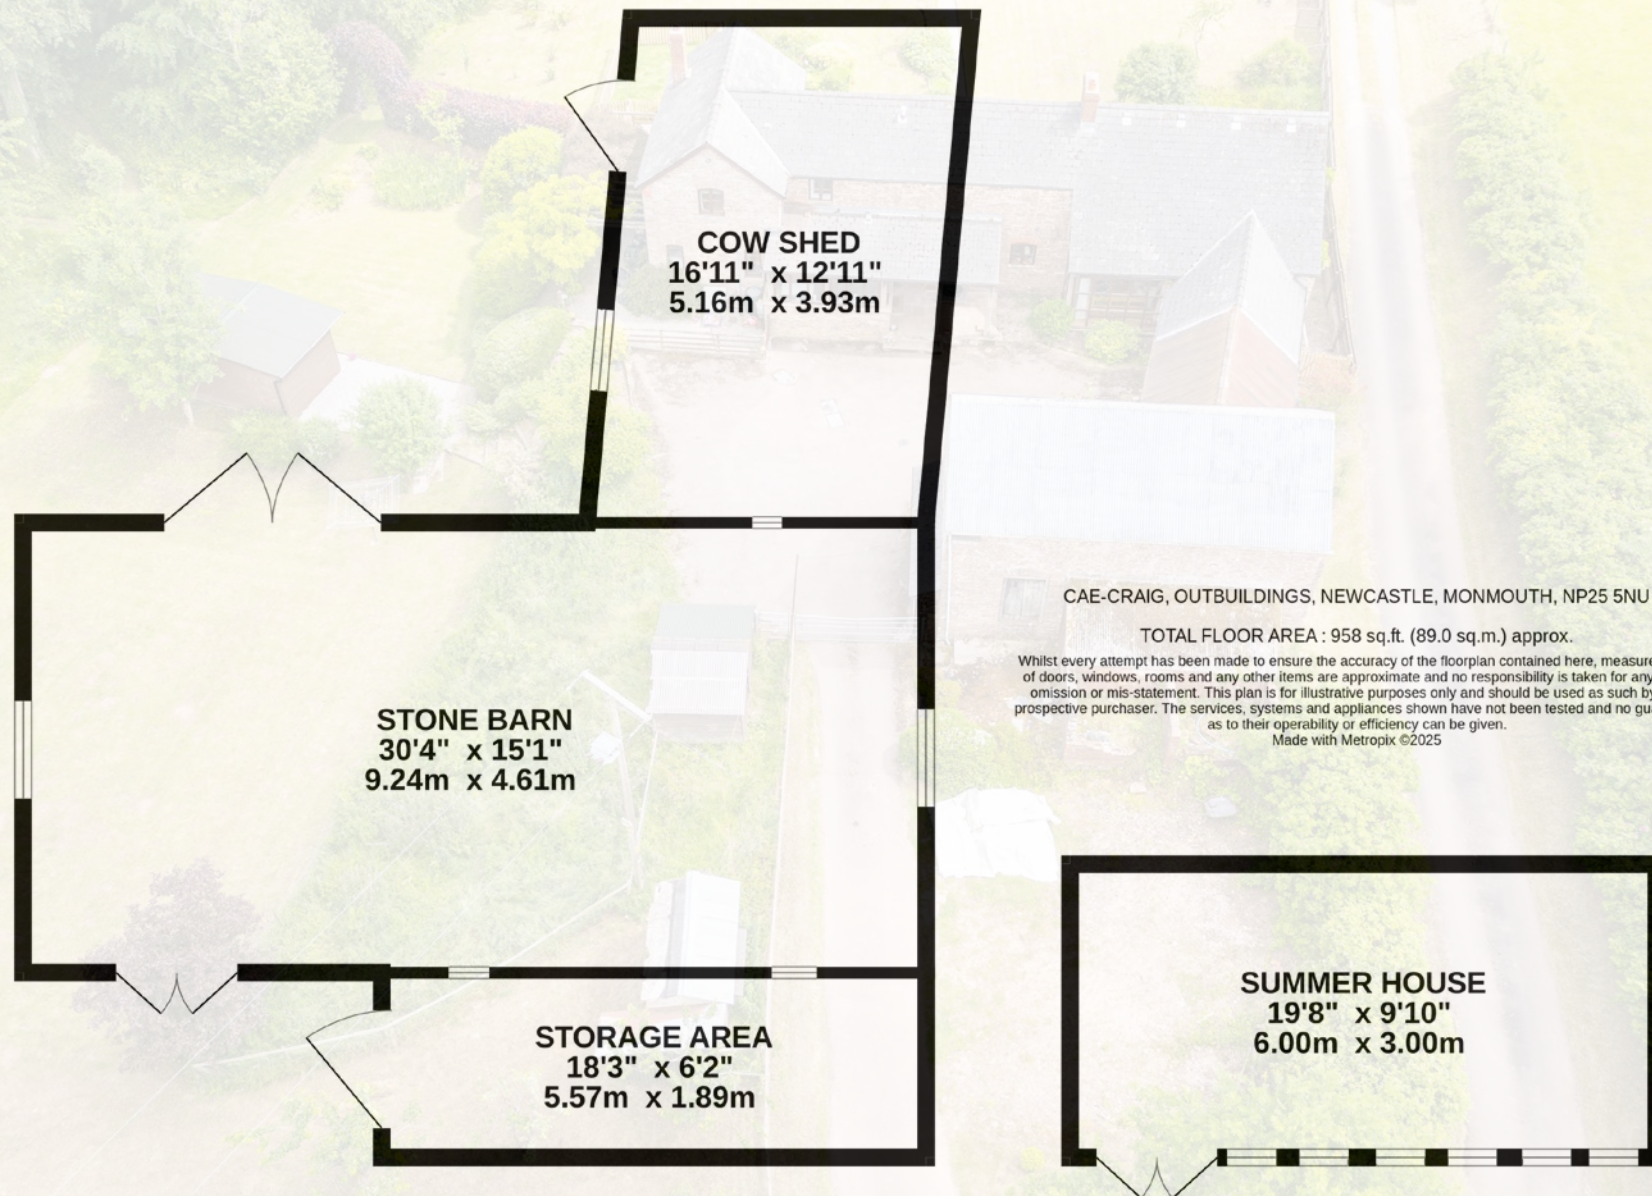 COW SHED
16'11" x 12'11"
5.16m x 3.93m
STONE BARN
30'4" x 15'1"
9.24m x 4.61m
STORAGE AREA
18'3" x 6'2"
5.57m x 1.89m
CAE-CRAIG, OUTBUILDINGS, NEWCASTLE, MONMOUTH, NP25 5NU
TOTAL FLOOR AREA : 958 sq.ft. (89.0 sq.m.) approx.
Whilst every attempt has been made to ensure the accuracy of the floorplan contained here,
of doors, windows, rooms and any other items are approximate and no responsibility is taken for any
omission or mis-statement. This plan is for illustrative purposes only and should be used as such by
prospective purchaser. The services, systems and appliances shown have not been tested and no
as to their operability or efficiency can be given.
Made with Metropix ©2025
SUMMER HOUSE
19'8" x 9'10"
6.00m x 3.00m